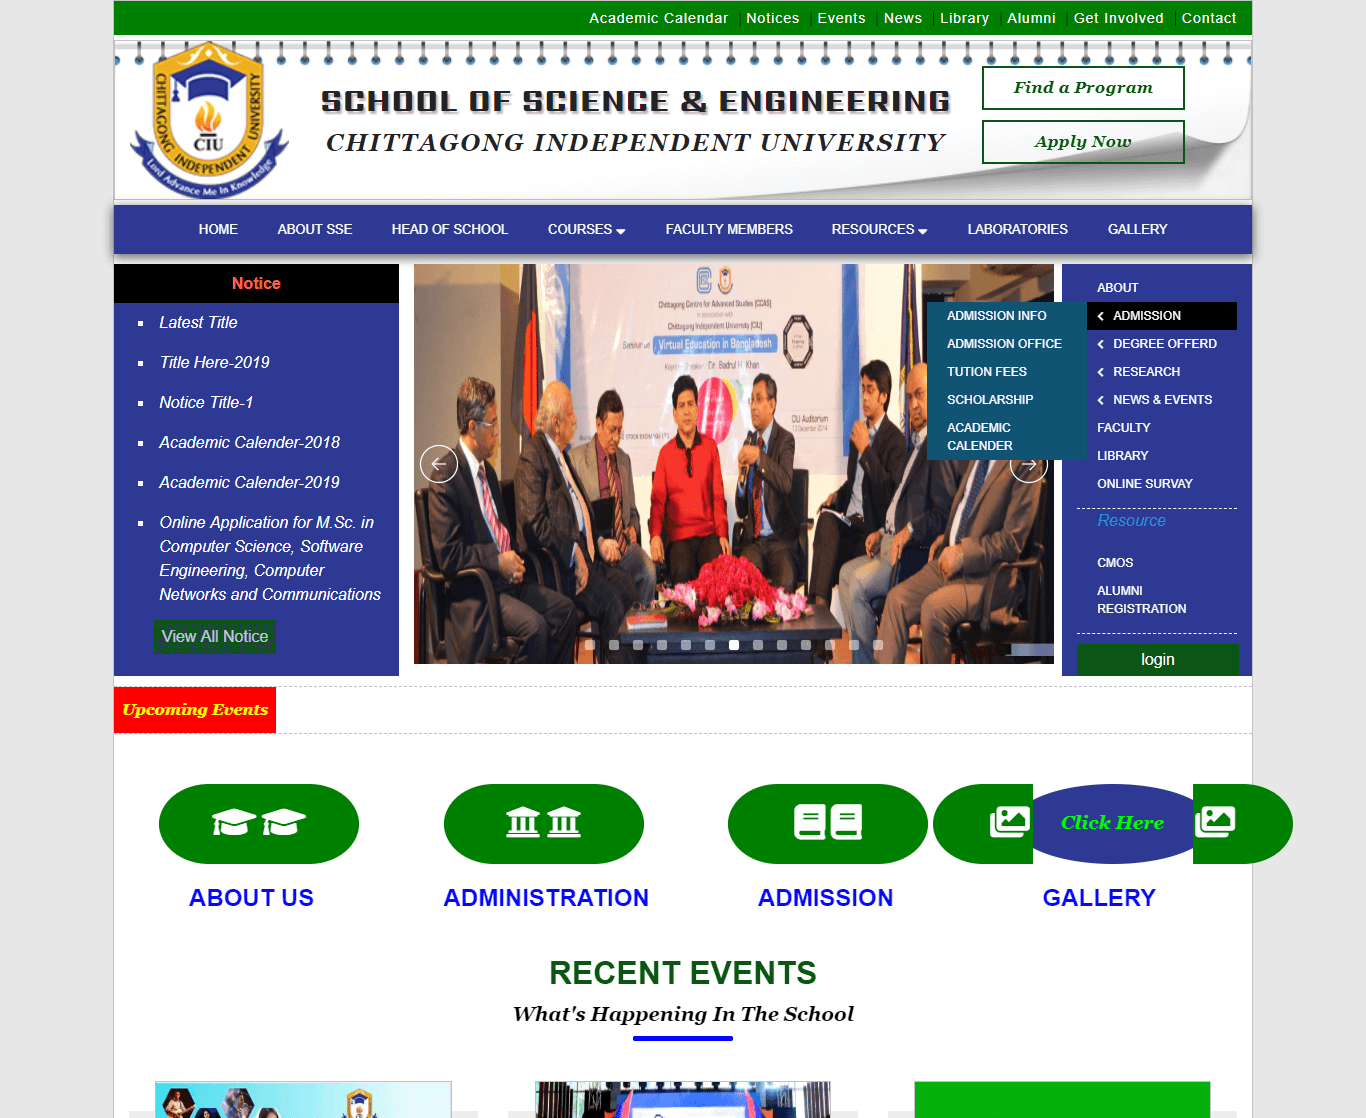 Academic Calendar
Notices
Events
News
Library
Alumni
Get Involved
Contact
CHITTAGONG INDEPENDENT UNIVERSITY
CIU
Lord Advance Me In Knowledge
SCHOOL OF SCIENCE & ENGINEERING
CHITTAGONG INDEPENDENT UNIVERSITY
Find a Program
Apply Now
HOME
ABOUT SSE
HEAD OF SCHOOL
COURSES
FACULTY MEMBERS
RESOURCES
LABORATORIES
GALLERY
Notice
Latest Title
Title Here-2019
Notice Title-1
Academic Calender-2018
Academic Calender-2019
Online Application for M.Sc. in
Computer Science, Software
Engineering, Computer
Networks and Communications
View All Notice
Chittagong Centre for Advanced Studies (CCAS)
in association with
Chittagong Independent University (CIU)
Seminar on
Virtual Education in Bangladesh
Dr. Badrul H. Khan
CIU Auditorium
13 December 2014
STOCK EXCHANGE LTD
ADMISSION INFO
ADMISSION OFFICE
TUTION FEES
SCHOLARSHIP
ACADEMIC
CALENDER
ABOUT
ADMISSION
DEGREE OFFERD
RESEARCH
NEWS & EVENTS
FACULTY
LIBRARY
ONLINE SURVAY
Resource
CMOS
ALUMNI
REGISTRATION
login
Upcoming Events
Click Here
ABOUT US
ADMINISTRATION
ADMISSION
GALLERY
RECENT EVENTS
What's Happening In The School